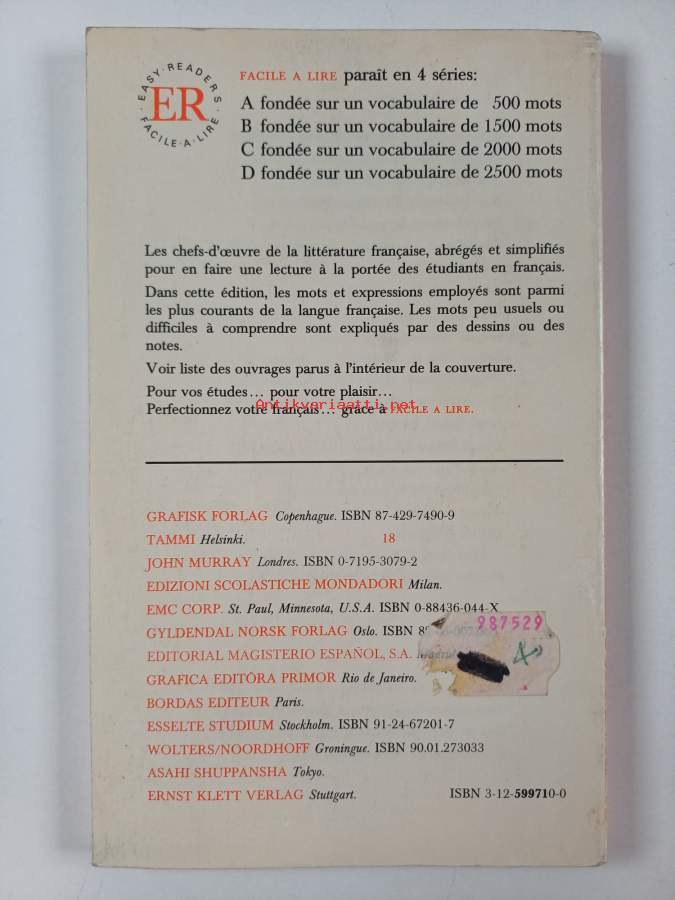 EASY·READERS
ER
FACILE·A·LIRE
FACILE A LIRE paraît en 4 séries:
A fondée sur un vocabulaire de 500 mots
B fondée sur un vocabulaire de 1500 mots
C fondée sur un vocabulaire de 2000 mots
D fondée sur un vocabulaire de 2500 mots
Les chefs-d'œuvre de la littérature française, abrégés et simplifiés
pour en faire une lecture à la portée des étudiants en français.
Dans cette édition, les mots et expressions employés sont parmi
les plus courants de la langue française. Les mots peu usuels ou
difficiles à comprendre sont expliqués par des dessins ou des
notes.
Voir liste des ouvrages parus à l'intérieur de la couverture.
Pour vos études... pour votre plaisir...
Perfectionnez votre français... grâce à FACILE A LIRE.
Antikvariaatti.net
GRAFISK FORLAG Copenhague. ISBN 87-429-7490-9
TAMMI Helsinki. 18
JOHN MURRAY Londres. ISBN 0-7195-3079-2
EDIZIONI SCOLASTICHE MONDADORI Milan.
EMC CORP. St. Paul, Minnesota, U.S.A. ISBN 0-88436-044-X
GYLDENDAL NORSK FORLAG Oslo. ISBN
987529
EDITORIAL MAGISTERIO ESPAÑOL, S.A. Madrid
GRAFICA EDITÔRA PRIMOR Rio de Janeiro.
BORDAS EDITEUR Paris.
ESSELTE STUDIUM Stockholm. ISBN 91-24-67201-7
WOLTERS/NOORDHOFF Groningue. ISBN 90.01.273033
ASAHI SHUPPANSHA Tokyo.
ERNST KLETT VERLAG Stuttgart. ISBN 3-12-599710-0